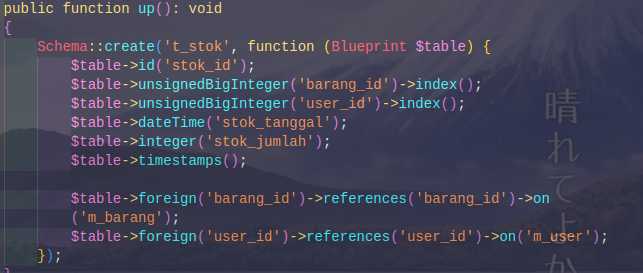 public function up(): void
{
    Schema::create('t_stok', function (Blueprint $table) {
        $table->id('stok_id');
        $table->unsignedBigInteger('barang_id')->index();
        $table->unsignedBigInteger('user_id')->index();
        $table->dateTime('stok_tanggal');
        $table->integer('stok_jumlah');
        $table->timestamps();

        $table->foreign('barang_id')->references('barang_id')->on
        ('m_barang');
        $table->foreign('user_id')->references('user_id')->on('m_user');
    });
}
晴れてよか